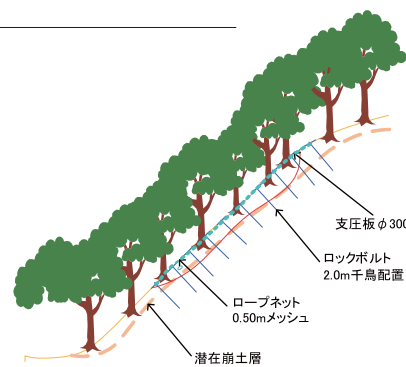 支圧板φ300
ロックボルト
2.0m千鳥配置
ロープネット
0.50mメッシュ
潜在崩土層